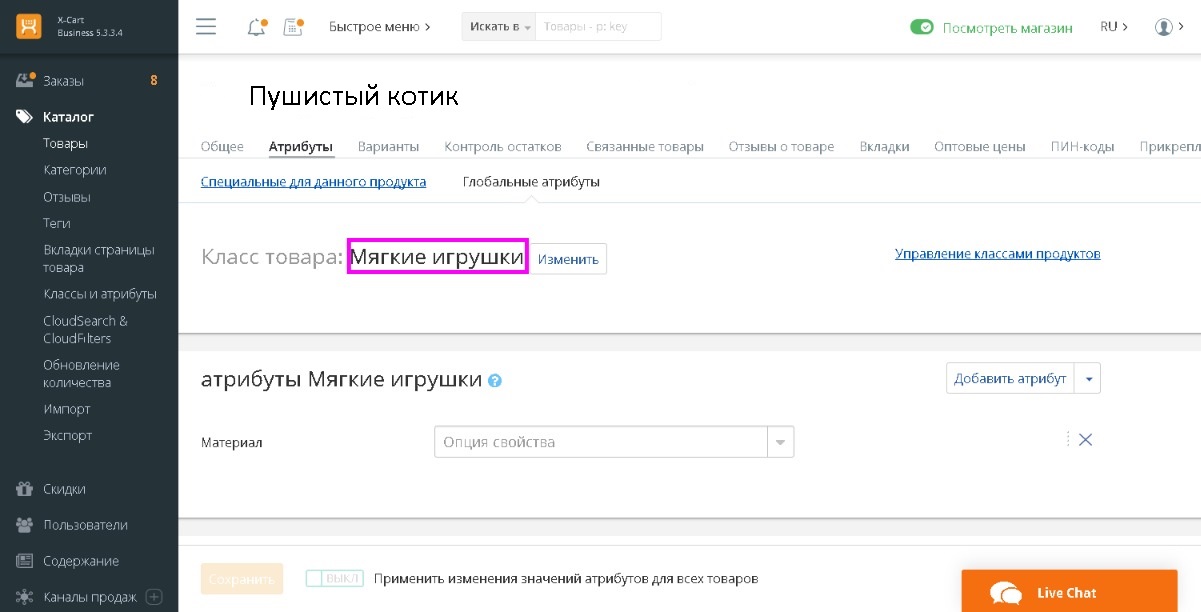 X-Cart
Business 5.3.3.4
Быстрое меню
Искать в
Товары - p: key
Посмотреть магазин
RU
Заказы
8
Каталог
Товары
Категории
Отзывы
Теги
Вкладки страницы
товара
Классы и атрибуты
CloudSearch &
CloudFilters
Обновление
количества
Импорт
Экспорт
Скидки
Пользователи
Содержание
Каналы продаж
Пушистый котик
Общее Атрибуты Варианты Контроль остатков Связанные товары Отзывы о товаре Вкладки Оптовые цены ПИН-коды Прикрепл
Специальные для данного продукта Глобальные атрибуты
Класс товара: Мягкие игрушки Изменить Управление классами продуктов
атрибуты Мягкие игрушки ? Добавить атрибут
Материал Опция свойства
Сохранить ВЫКЛ Применить изменения значений атрибутов для всех товаров
Live Chat